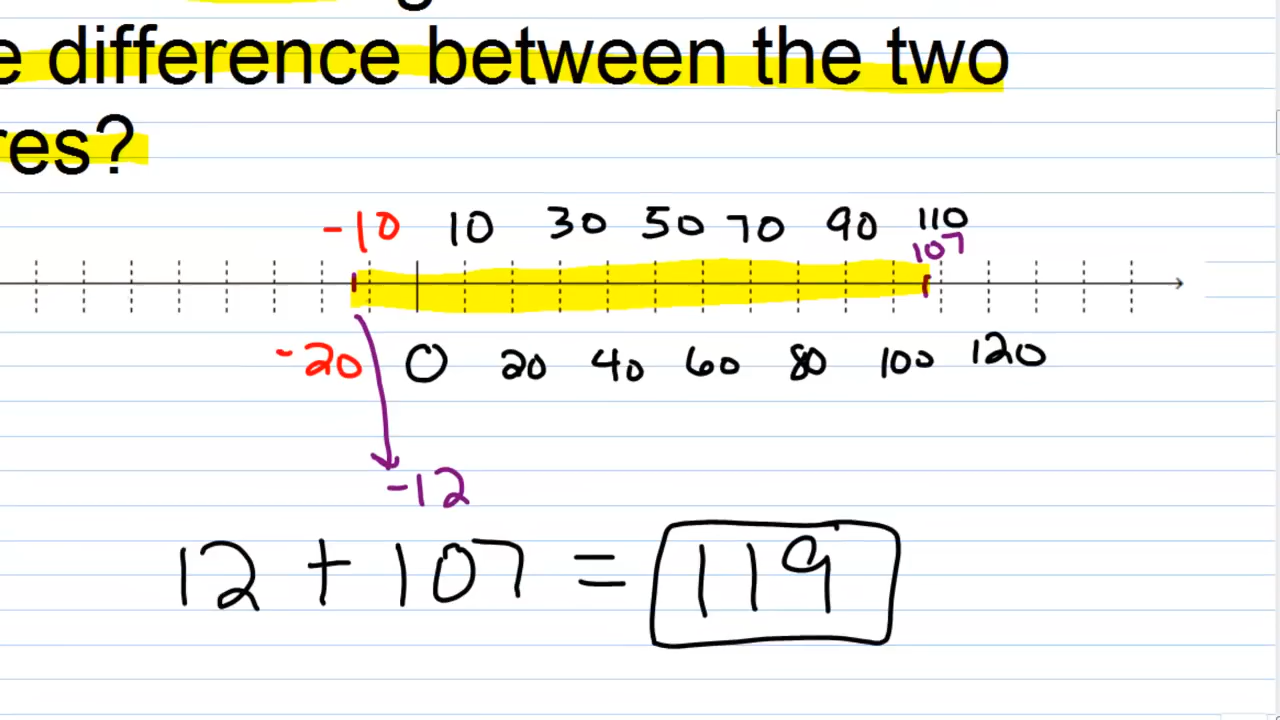 e difference between the two
res?
-10 10 30 50 70 90 110
107
-20 0 20 40 60 80 100 120
-12
12 + 107 = 119